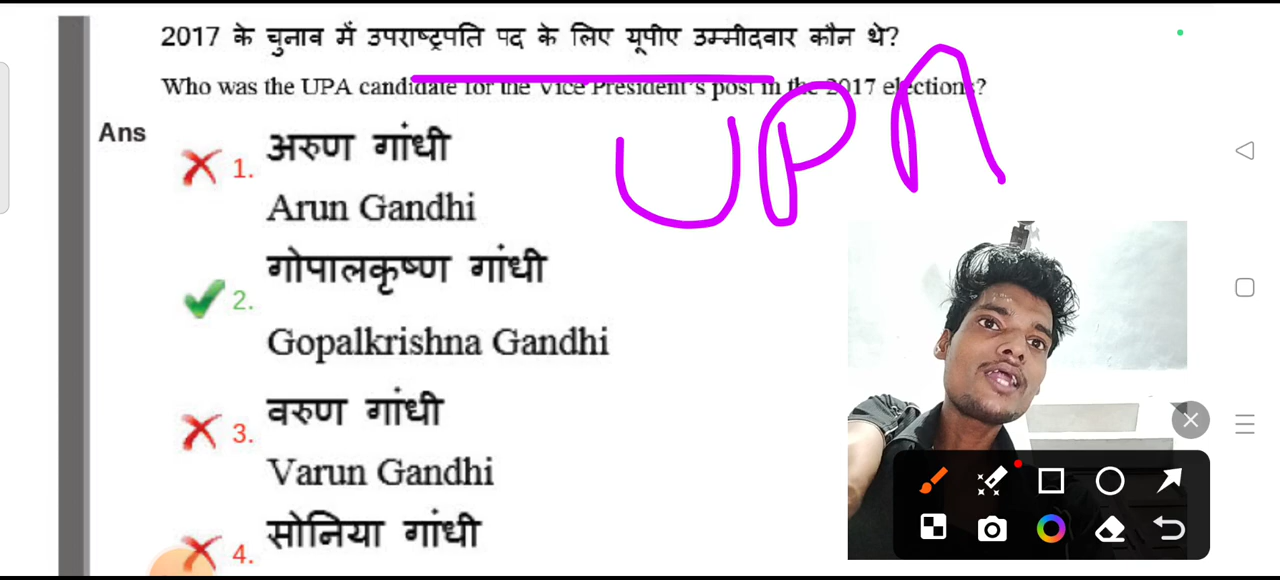 2017 के चुनाव में उपराष्ट्रपति पद के लिए यूपीए उम्मीदवार कौन थे?
Who was the UPA candidate for the Vice President's post in the 2017 elections?
UPA
Ans
1. अरुण गांधी
Arun Gandhi
2. गोपालकृष्ण गांधी
Gopalkrishna Gandhi
3. वरुण गांधी
Varun Gandhi
4. सोनिया गांधी